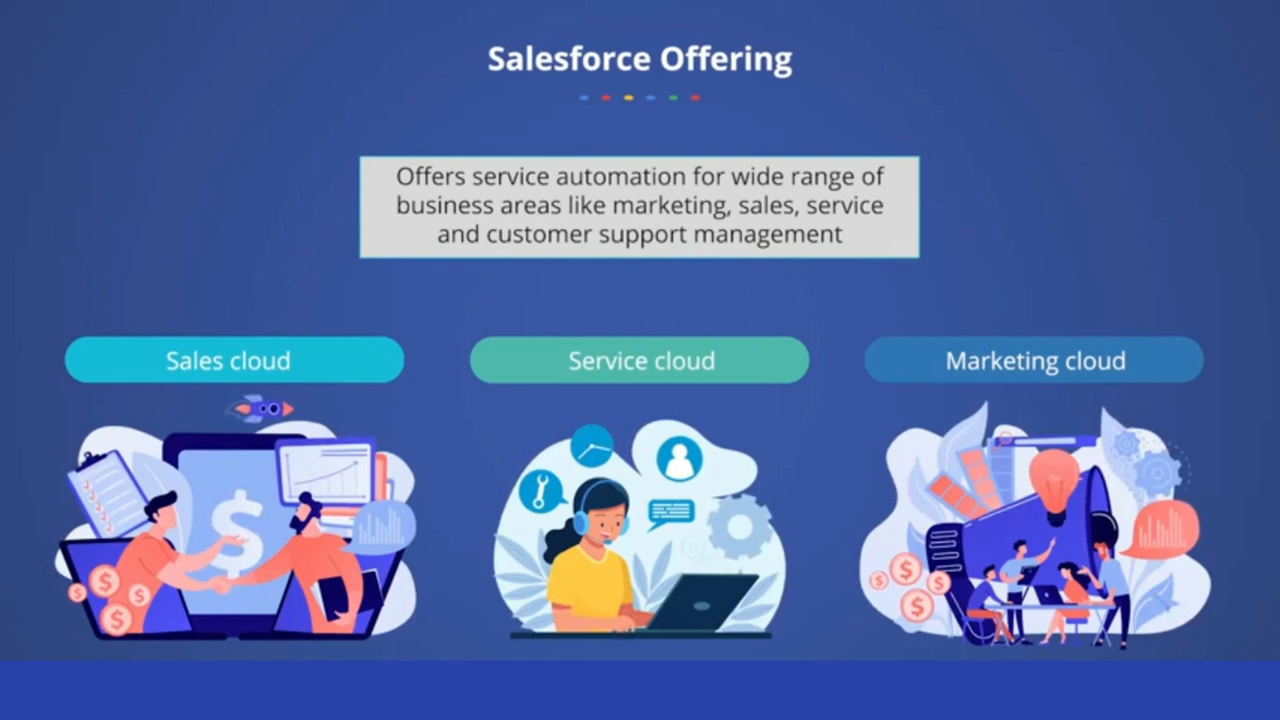 Salesforce Offering
Offers service automation for wide range of
business areas like marketing, sales, service
and customer support management
Sales cloud
Service cloud
Marketing cloud